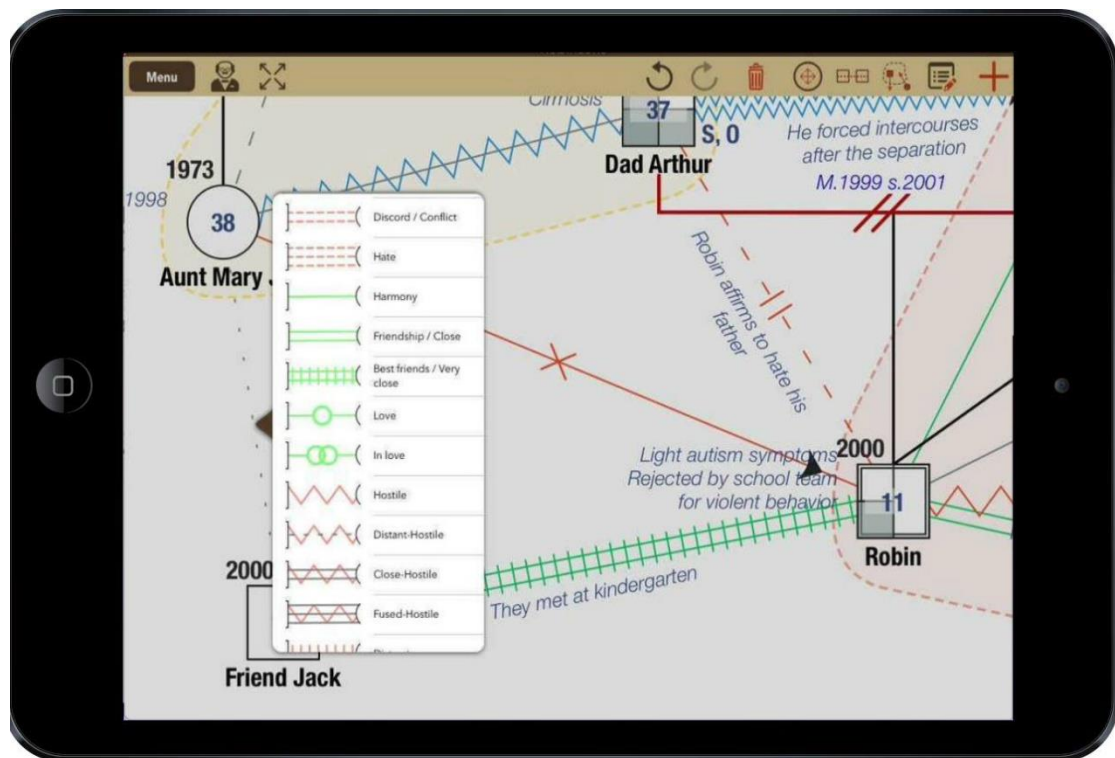 Menu
Cirrhosis
37
S, 0
Dad Arthur
He forced intercourses
after the separation
M.1999 s.2001
1973
1998
38
Aunt Mary
Discord / Conflict
Hate
Harmony
Friendship / Close
Best friends / Very
close
Love
In love
Hostile
Distant-Hostile
Close-Hostile
Fused-Hostile
Robin affirms to hate his
father
Light autism symptoms
Rejected by school team
for violent behavior
2000
11
Robin
They met at kindergarten
2000
Friend Jack